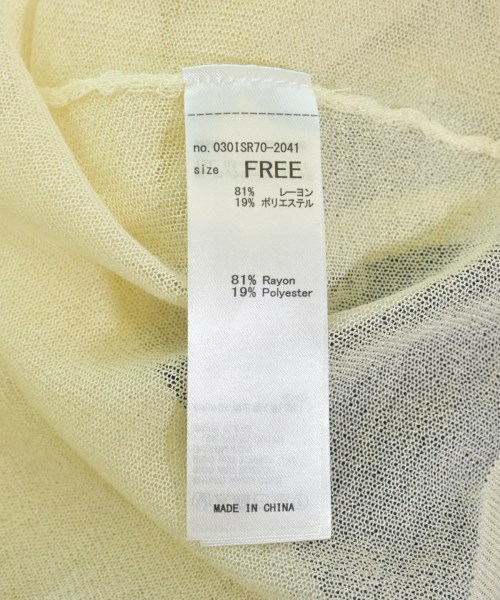 no. 030ISR70-2041
size FREE
81% レーヨン
19% ポリエステル
81% Rayon
19% Polyester
MADE IN CHINA